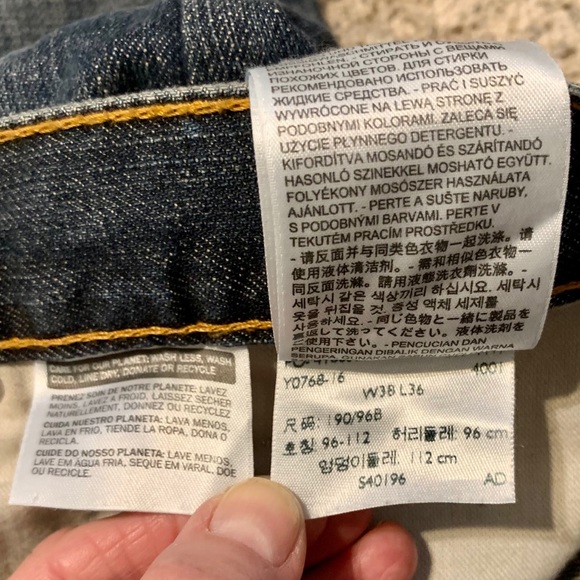 ИЗНАНОЧНОЙ СТОРОНЫ С ВЕЩАМИ
ПОХОЖИХ ЦВЕТОВ. ДЛЯ СТИРКИ
РЕКОМЕНДОВАНО ИСПОЛЬЗОВАТЬ
ЖИДКИЕ СРЕДСТВА. - PRAĆ I SUSZYĆ
WYWRÓCONE NA LEWĄ STRONĘ Z
PODOBNYMI KOLORAMI. ZALECA SIĘ
UŻYCIE PŁYNNEGO DETERGENTU. -
KIFORDÍTVA MOSANDÓ ÉS SZÁRÍTANDÓ
HASONLÓ SZINEKKEL MOSHATÓ EGYÜTT.
FOLYÉKONY MOSÓSZER HASZNÁLATA
AJÁNLOTT. - PERTE A SUŠTE NARUBY,
S PODOBNÝMI BARVAMI. PERTE V
TEKUTÉM PRACÍM PROSTŘEDKU.
- 请反面并与同类色衣物一起洗涤。请
使用液体清洁剂。 - 需和相似色衣物一
同反面洗滌。請用液態洗衣劑洗滌。 -
세탁시 같은 색상끼리 하십시요. 세탁시
옷을 뒤집을 것. 중성 액체 세제를
사용하세요. - 同じ色の衣物と一緒に製品を
返して洗ってください。液体洗剤を
ご使用下さい。 - PENCUCIAN DAN
PENGERINGAN DIBALIK DENGAN WARNA
CARE FOR OUR PLANET: WASH LESS, WASH
COLD, LINE DRY, DONATE OR RECYCLE
PRENEZ SOIN DE NOTRE PLANETE: LAVEZ
MOINS, LAVEZ A FROID, LAISSEZ SECHER
NATURELLEMENT, DONNEZ OU RECYCLEZ
CUIDA NUESTRO PLANETA: LAVA MENOS,
LAVA EN FRIO, TIENDE LA ROPA, DONA O
RECICLA.
CUIDE DO NOSSO PLANETA: LAVE MENOS,
LAVE EM ÁGUA FRIA, SEQUE EM VARAL, DOE
OU RECICLE.
Y0768-16 4001
W38 L36
尺码: 190/96B
호칭: 96-112 허리둘레: 96 cm
엉덩이둘레: 112 cm
S40196 AD